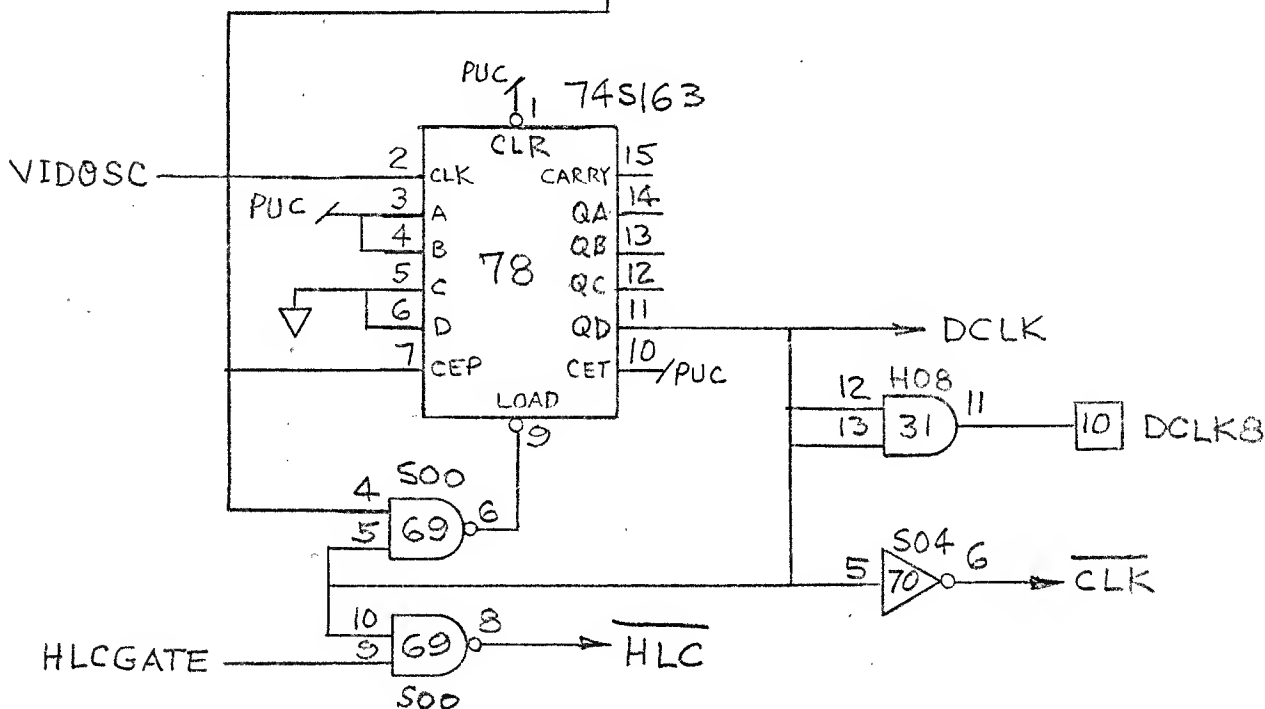 PUC
1
74S163
CLR
VIDOSC
2 CLK
CARRY 15
PUC
3 A
QA 14
4 B
QB 13
78
5 C
QC 12
6 D
QD 11
DCLK
7 CEP
CET 10
PUC
LOAD
9
H08
12
13
31
11
10
DCLK8
S00
4
5
69
6
S04
5
70
6
CLK
10
9
69
8
HLC
HLCGATE
S00